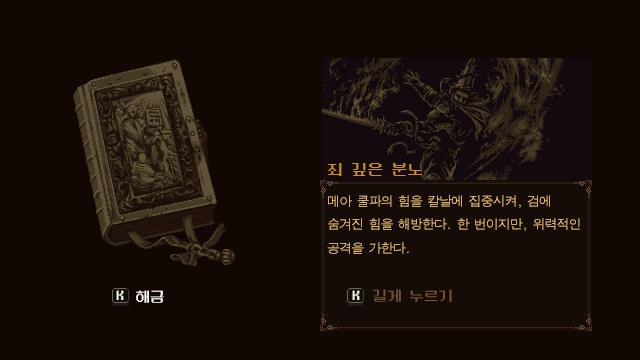 죄 깊은 분노
메아 쿨파의 힘을 칼날에 집중시켜, 검에
숨겨진 힘을 해방한다. 한 번이지만, 위력적인
공격을 가한다.
K 해금
K 길게 누르기